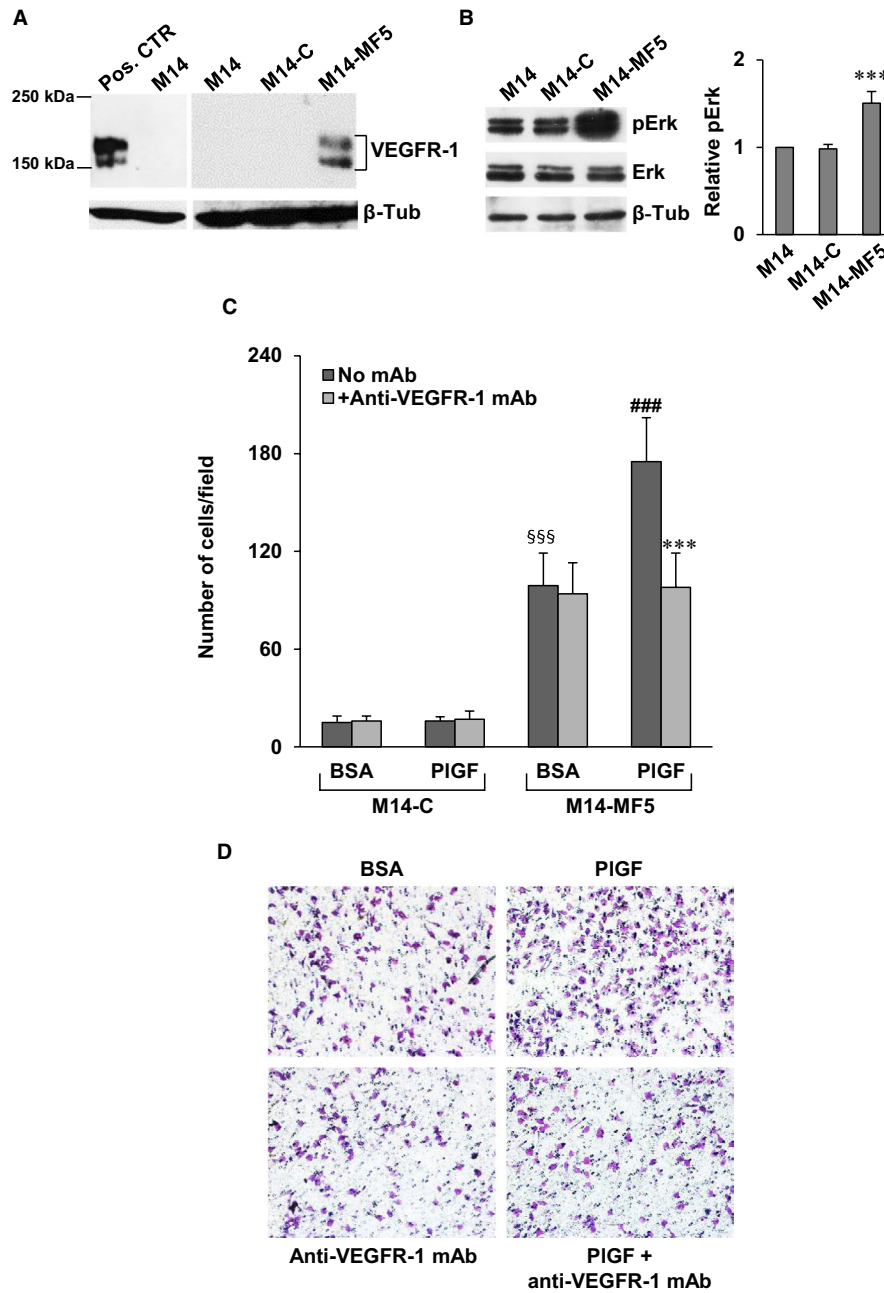 A
Pos. CTR
M14
M14
M14-C
M14-MF5
250 kDa
150 kDa
VEGFR-1
β-Tub
B
M14
M14-C
M14-MF5
pErk
Erk
β-Tub
Relative pErk
2
1
0
***
M14
M14-C
M14-MF5
C
Number of cells/field
240
180
120
60
0
No mAb
+Anti-VEGFR-1 mAb
§§§
###
***
BSA
PlGF
BSA
PlGF
M14-C
M14-MF5
D
BSA
PlGF
Anti-VEGFR-1 mAb
PlGF +
anti-VEGFR-1 mAb